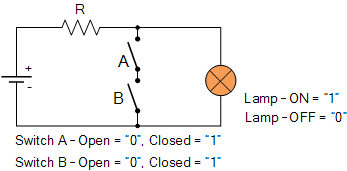 R
A
+
-
B
Lamp – ON = "1"
Lamp – OFF = "0"
Switch A – Open = "0", Closed = "1"
Switch B – Open = "0", Closed = "1"